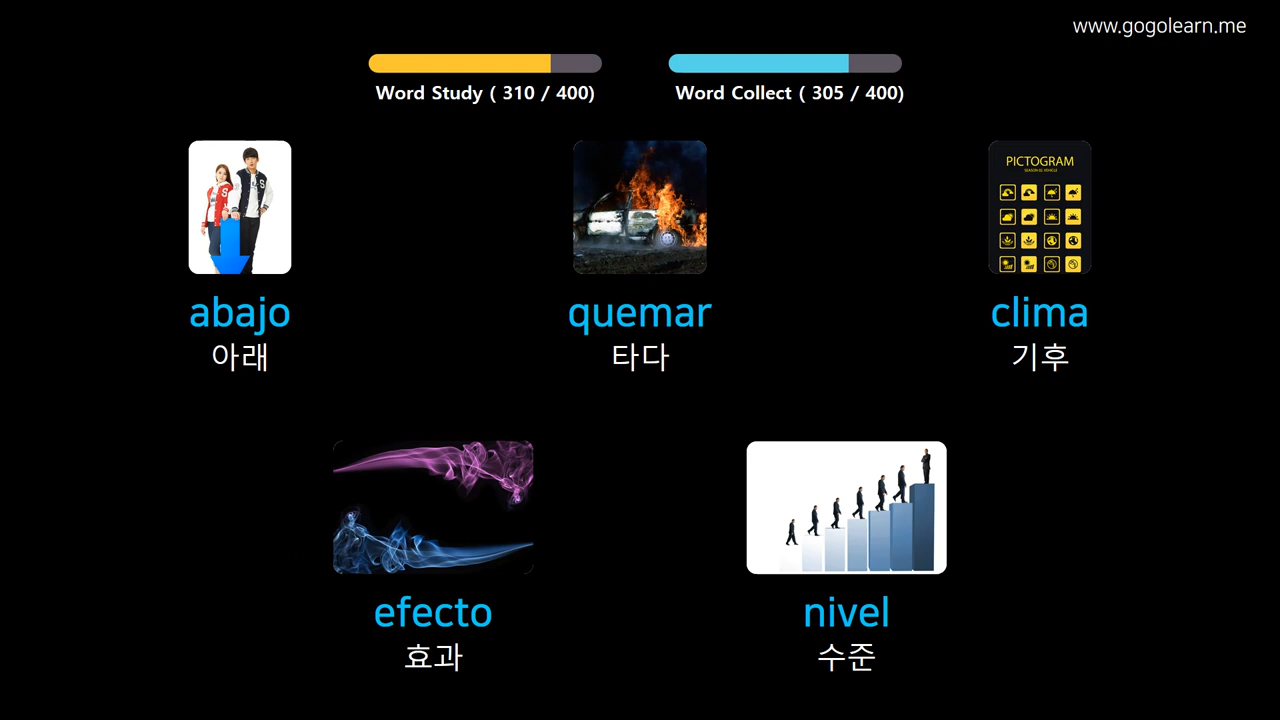 www.gogolearn.me
Word Study ( 310 / 400)
Word Collect ( 305 / 400)
PICTOGRAM
abajo
아래
quemar
타다
clima
기후
efecto
효과
nivel
수준